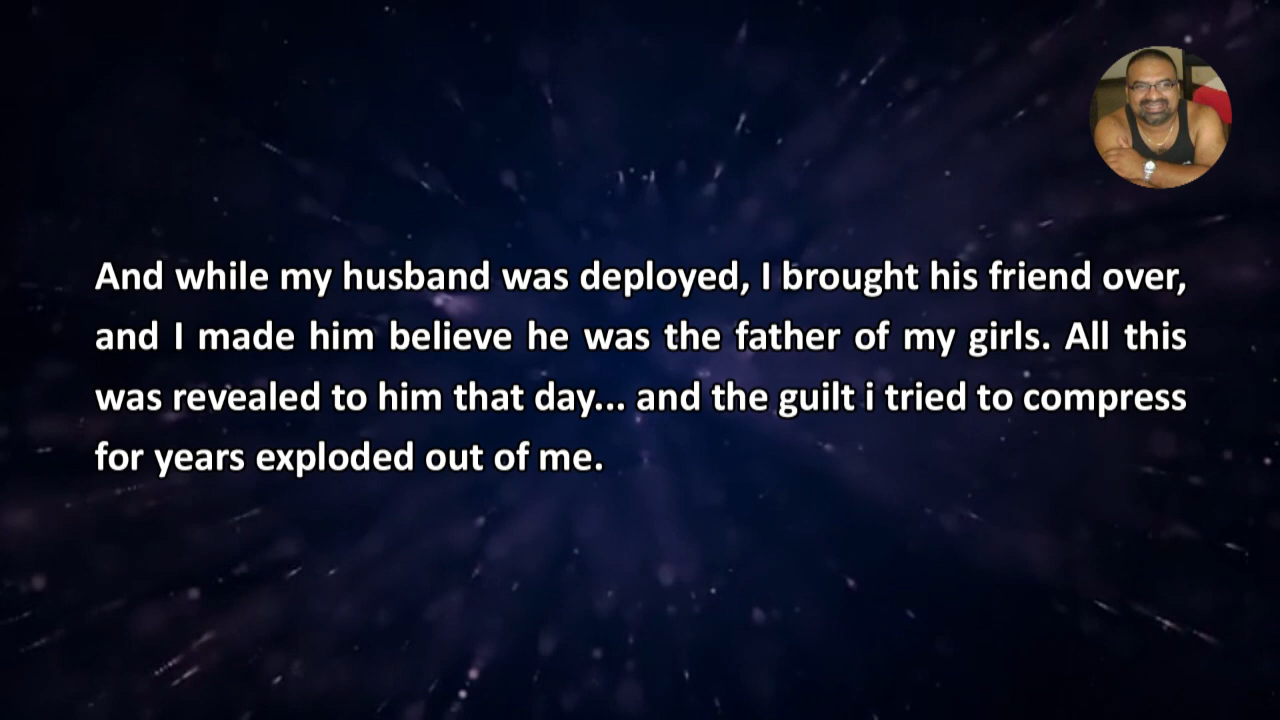 And while my husband was deployed, I brought his friend over,
and I made him believe he was the father of my girls. All this
was revealed to him that day... and the guilt i tried to compress
for years exploded out of me.